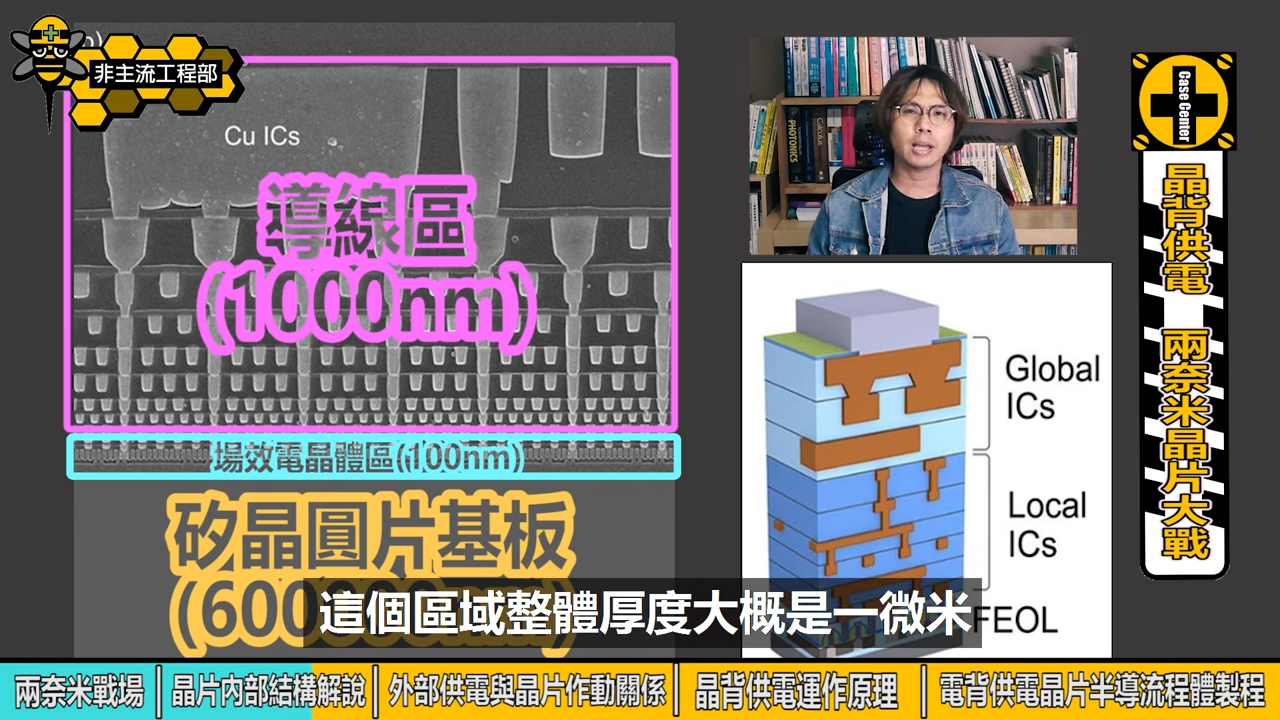 非主流工程部
Cu ICs
導線區
(1000nm)
場效電晶體區(100nm)
矽晶圓片基板
這個區域整體厚度大概是一微米
PHOTONICS
Calculus
Global
ICs
Local
ICs
FEOL
Case Center
晶背供電 兩奈米晶片大戰
兩奈米戰場
晶片內部結構解說
外部供電與晶片作動關係
晶背供電運作原理
電背供電晶片半導流程體製程